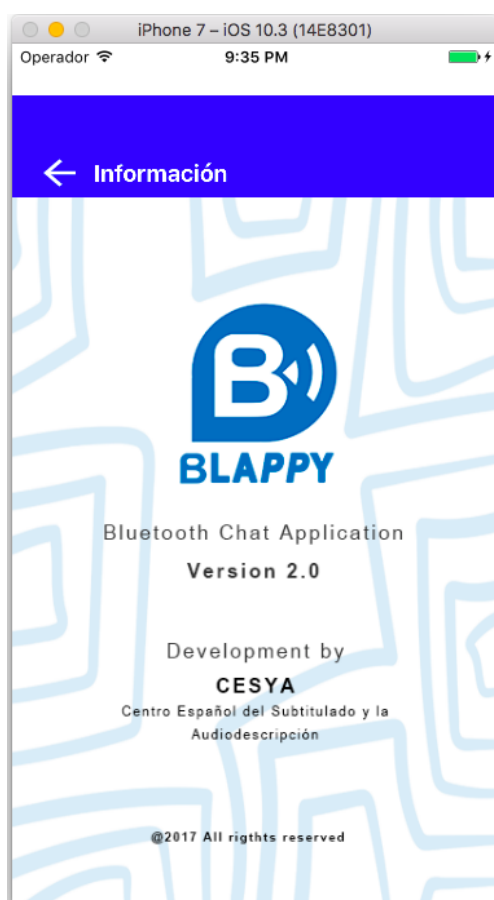 iPhone 7 – iOS 10.3 (14E8301)
Operador 9:35 PM
Información
B
BLAPPY
Bluetooth Chat Application
Version 2.0
Development by
CESYA
Centro Español del Subtitulado y la
Audiodescripción
@2017 All rigthts reserved